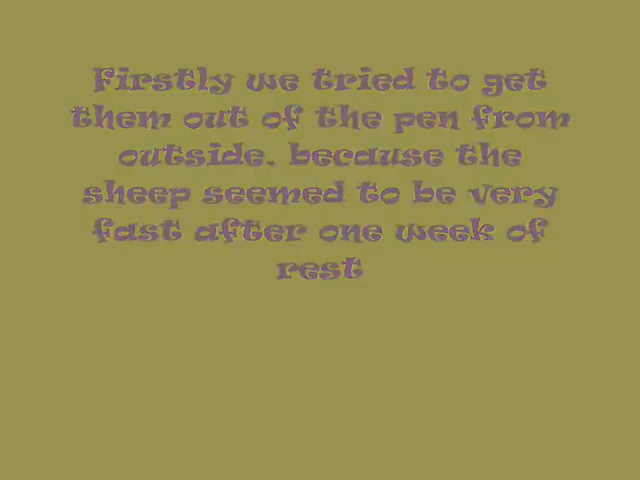 Firstly we tried to get
them out of the pen from
outside, because the
sheep seemed to be very
fast after one week of
rest